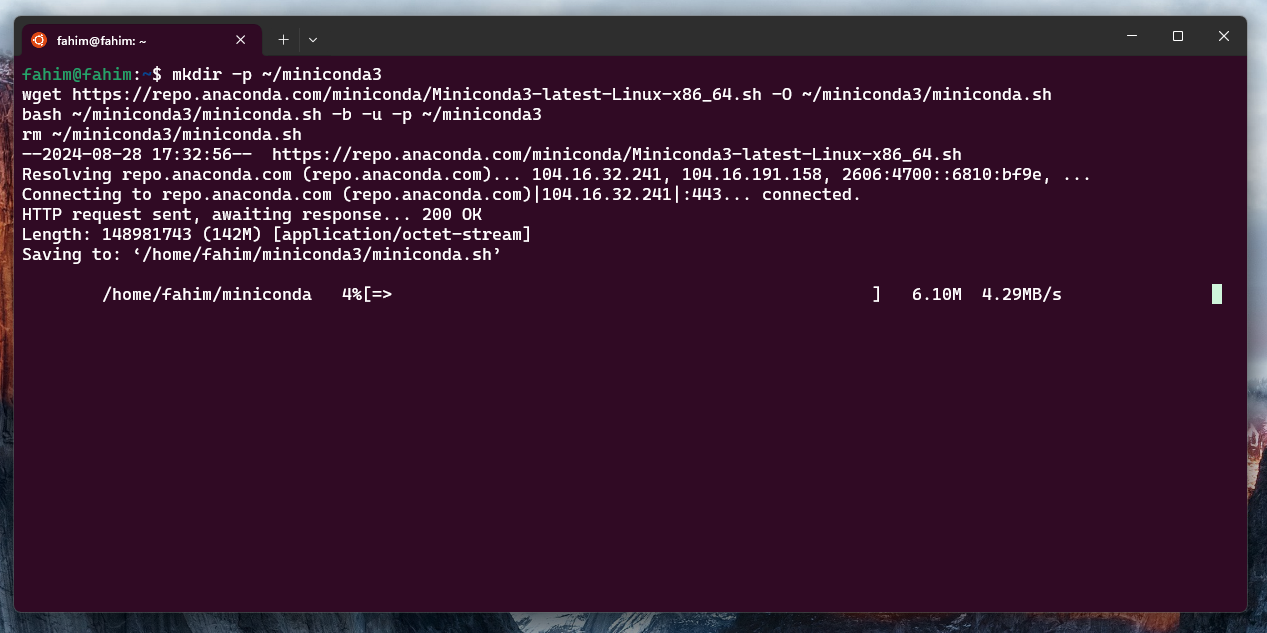 fahim@fahim: ~
fahim@fahim:~$ mkdir -p ~/miniconda3
wget https://repo.anaconda.com/miniconda/Miniconda3-latest-Linux-x86_64.sh -O ~/miniconda3/miniconda.sh
bash ~/miniconda3/miniconda.sh -b -u -p ~/miniconda3
rm ~/miniconda3/miniconda.sh
--2024-08-28 17:32:56--  https://repo.anaconda.com/miniconda/Miniconda3-latest-Linux-x86_64.sh
Resolving repo.anaconda.com (repo.anaconda.com)... 104.16.32.241, 104.16.191.158, 2606:4700::6810:bf9e, ...
Connecting to repo.anaconda.com (repo.anaconda.com)|104.16.32.241|:443... connected.
HTTP request sent, awaiting response... 200 OK
Length: 148981743 (142M) [application/octet-stream]
Saving to: ‘/home/fahim/miniconda3/miniconda.sh’
/home/fahim/miniconda   4%[=>                                                ]   6.10M  4.29MB/s